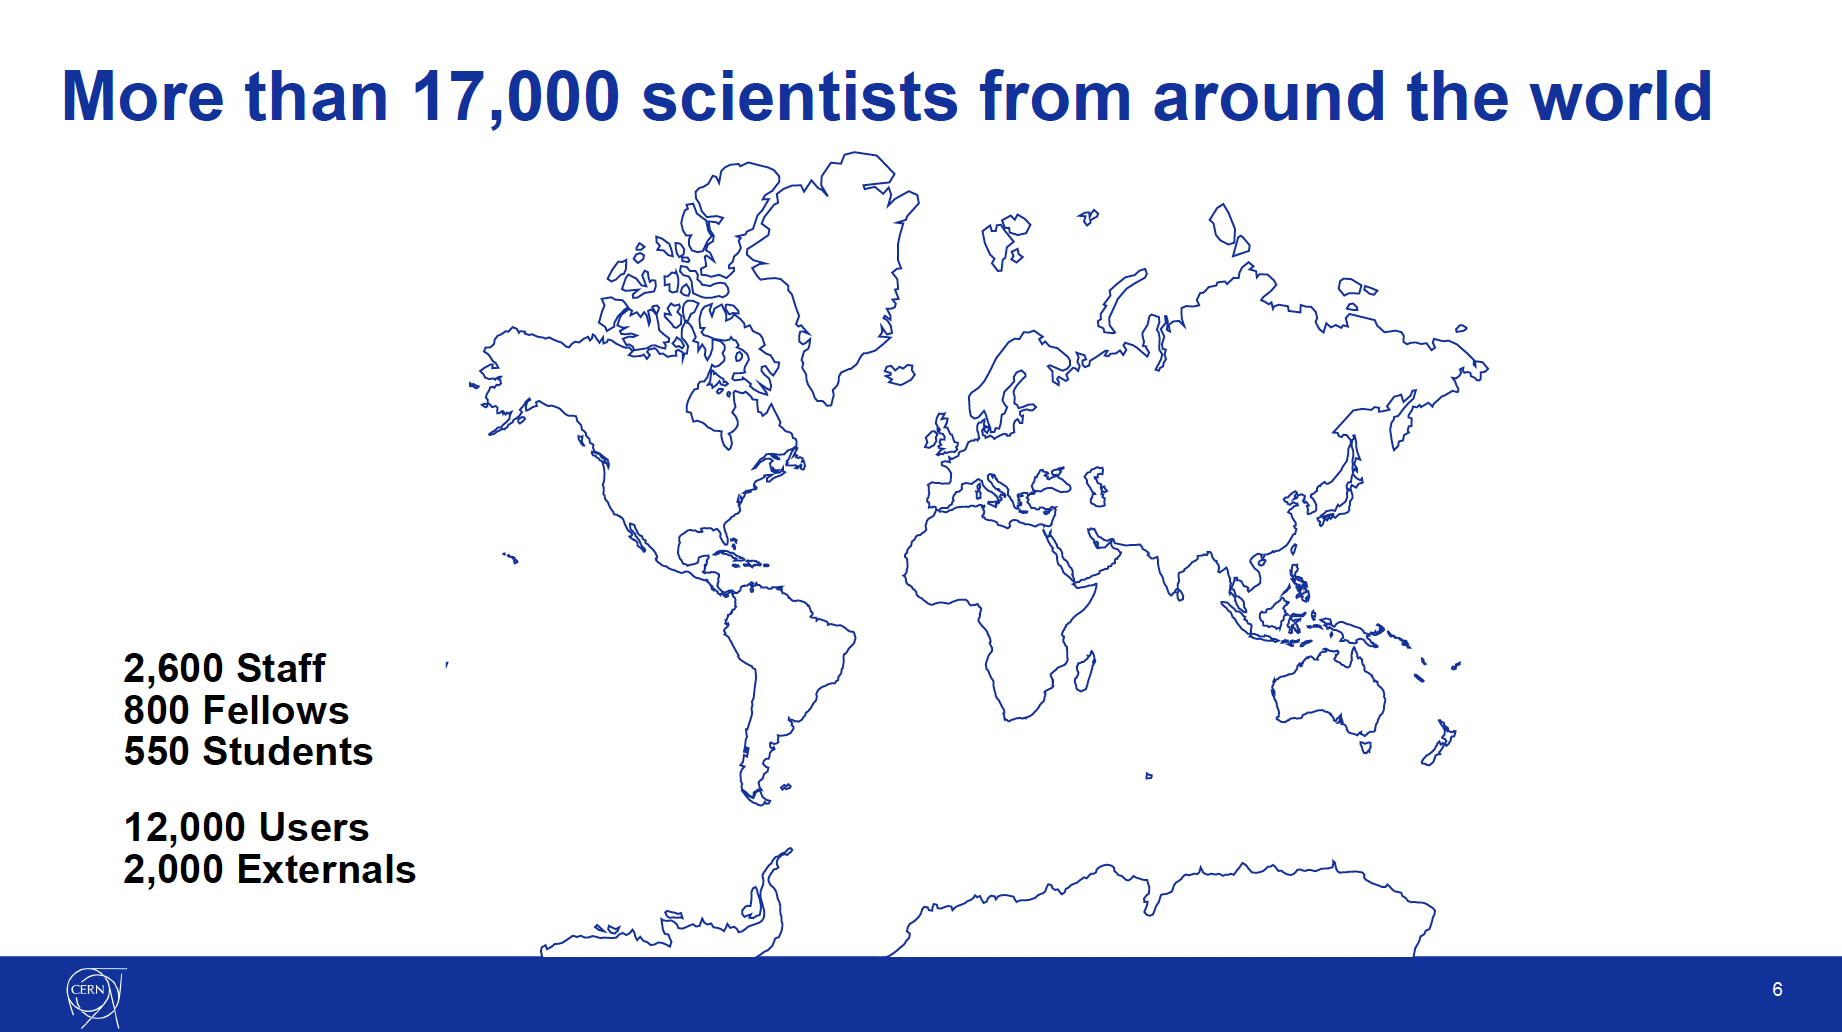 More than 17,000 scientists from around the world
2,600 Staff
800 Fellows
550 Students
12,000 Users
2,000 Externals
CERN
6